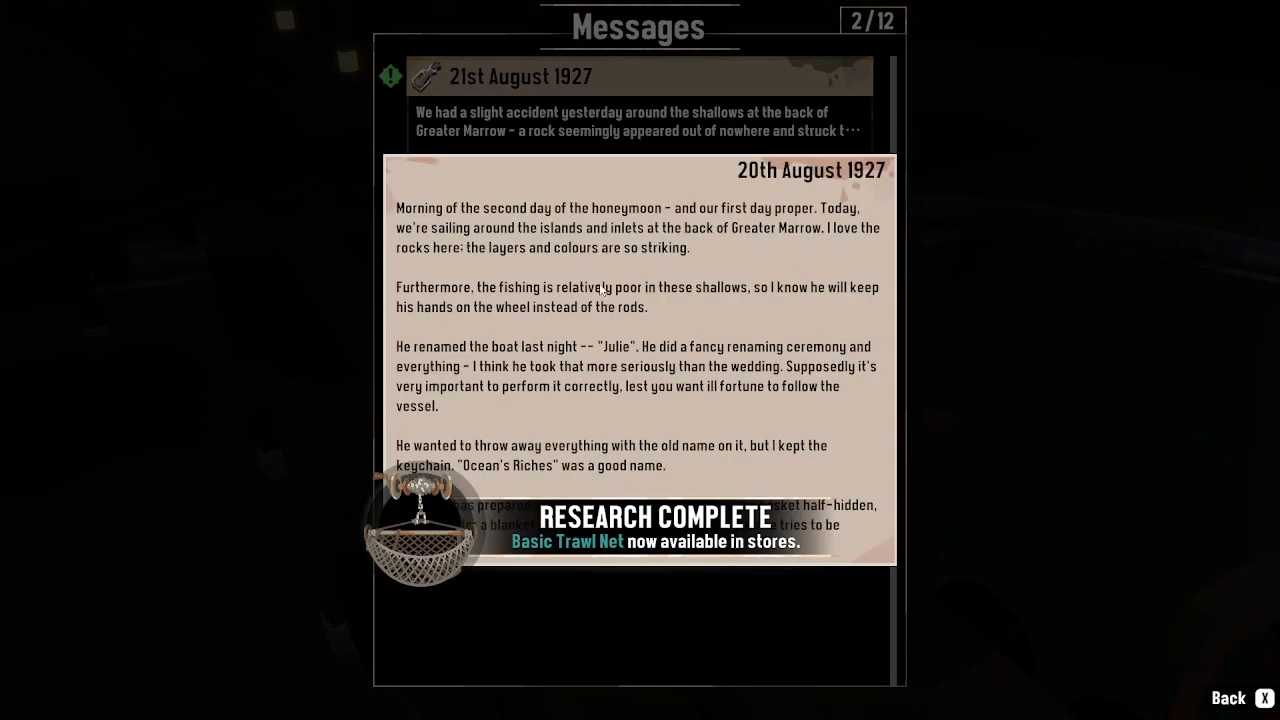 Messages
2/12
21st August 1927
We had a slight accident yesterday around the shallows at the back of
Greater Marrow - a rock seemingly appeared out of nowhere and struck t...
20th August 1927
Morning of the second day of the honeymoon - and our first day proper. Today,
we're sailing around the islands and inlets at the back of Greater Marrow. I love the
rocks here; the layers and colours are so striking.
Furthermore, the fishing is relatively poor in these shallows, so I know he will keep
his hands on the wheel instead of the rods.
He renamed the boat last night -- "Julie". He did a fancy renaming ceremony and
everything - I think he took that more seriously than the wedding. Supposedly it's
very important to perform it correctly, lest you want ill fortune to follow the
vessel.
He wanted to throw away everything with the old name on it, but I kept the
keychain. "Ocean's Riches" was a good name.
has prepared basket half-hidden,
a blanket tries to be
RESEARCH COMPLETE
Basic Trawl Net now available in stores.
Back X